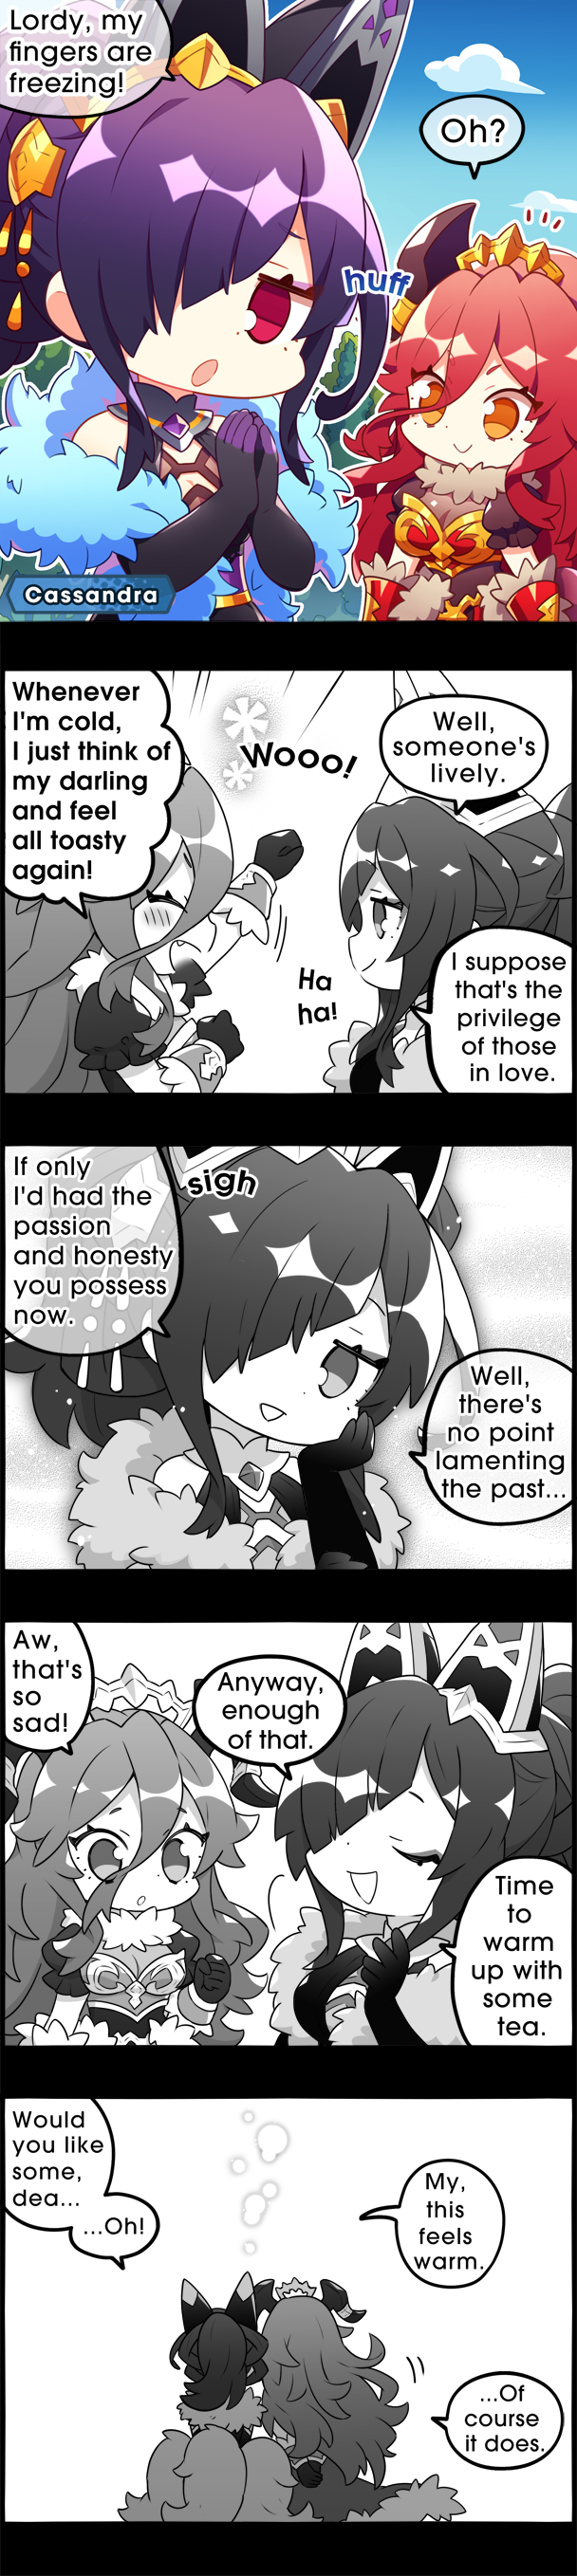 Lordy, my
fingers are
freezing!
Oh?
huff
Cassandra
Whenever
I'm cold,
I just think of
my darling
and feel
all toasty
again!
Wooo!
Well,
someone's
lively.
Ha
ha!
I suppose
that's the
privilege
of those
in love.
If only
I'd had the
passion
and honesty
you possess
now.
sigh
Well,
there's
no point
lamenting
the past...
Aw,
that's
so
sad!
Anyway,
enough
of that.
Time
to
warm
up with
some
tea.
Would
you like
some,
dea...
...Oh!
My,
this
feels
warm.
...Of
course
it does.